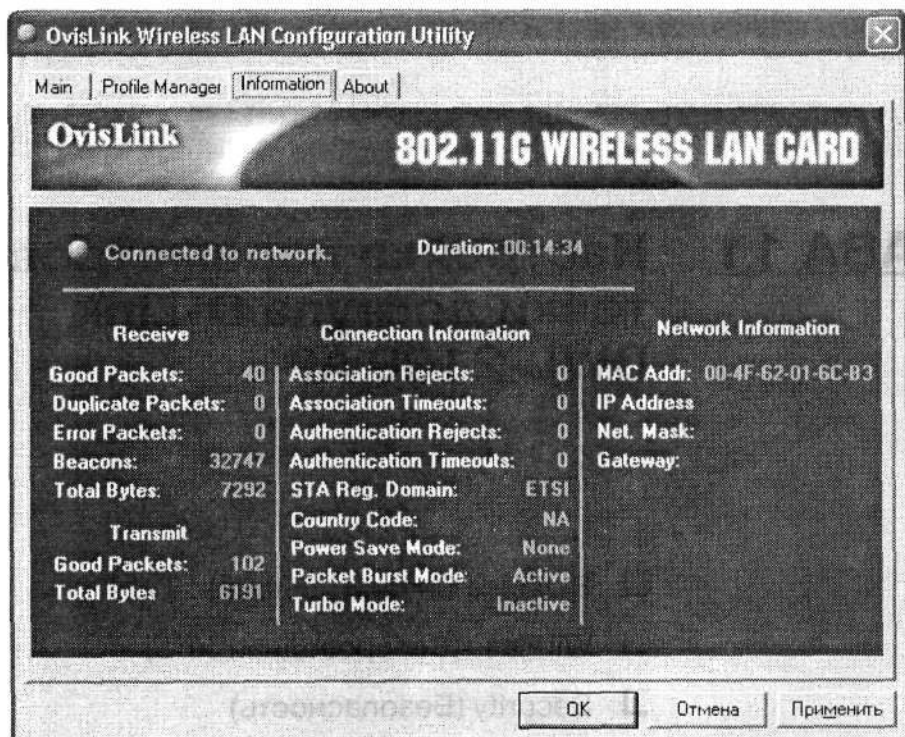 OvisLink Wireless LAN Configuration Utility
Main Profile Manager Information About
OvisLink
802.11G WIRELESS LAN CARD
Connected to network. Duration: 00:14:34
Receive
Good Packets: 40
Duplicate Packets: 0
Error Packets: 0
Beacons: 32747
Total Bytes: 7292
Transmit
Good Packets: 102
Total Bytes 6191
Connection Information
Association Rejects: 0
Association Timeouts: 0
Authentication Rejects: 0
Authentication Timeouts: 0
STA Reg. Domain: ETSI
Country Code: NA
Power Save Mode: None
Packet Burst Mode: Active
Turbo Mode: Inactive
Network Information
MAC Addr: 00-4F-62-01-6C-B3
IP Address
Net. Mask:
Gateway:
Security (Безопасность)
OK Отмена Применить